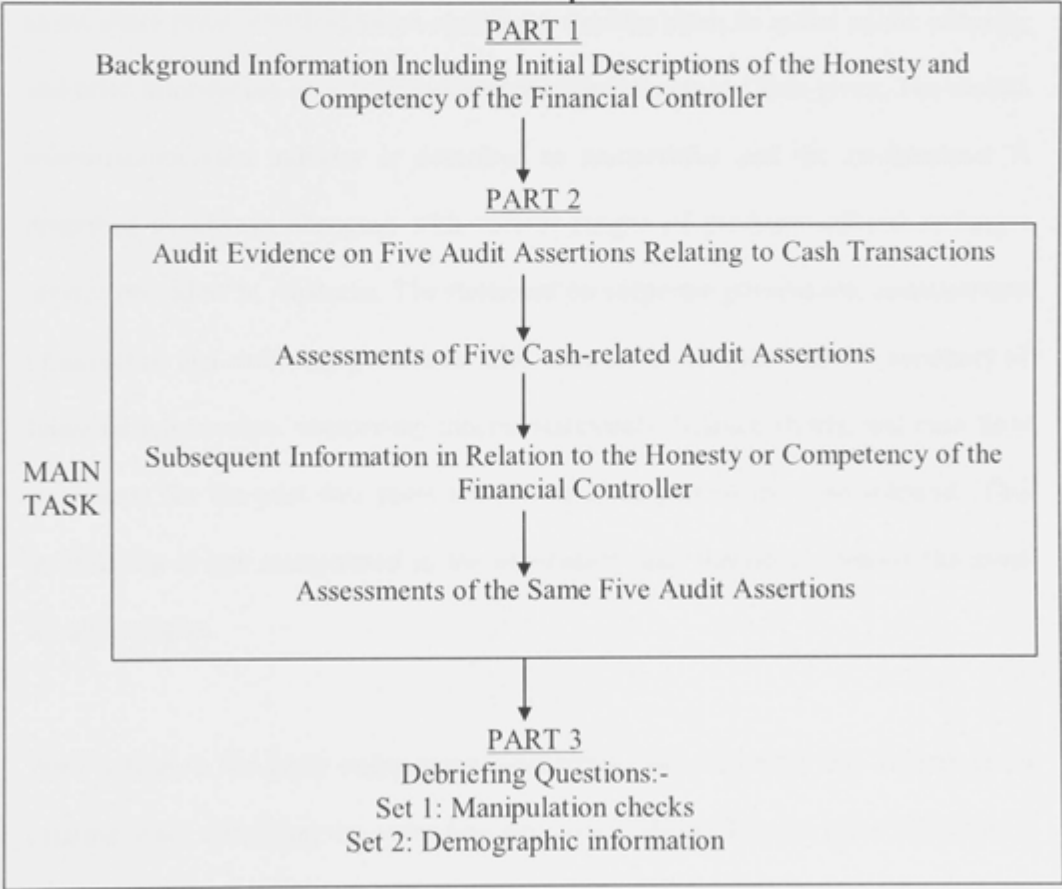 PART 1
Background Information Including Initial Descriptions of the Honesty and
Competency of the Financial Controller
PART 2
Audit Evidence on Five Audit Assertions Relating to Cash Transactions
Assessments of Five Cash-related Audit Assertions
MAIN
TASK
Subsequent Information in Relation to the Honesty or Competency of the
Financial Controller
Assessments of the Same Five Audit Assertions
PART 3
Debriefing Questions:-
Set 1: Manipulation checks
Set 2: Demographic information